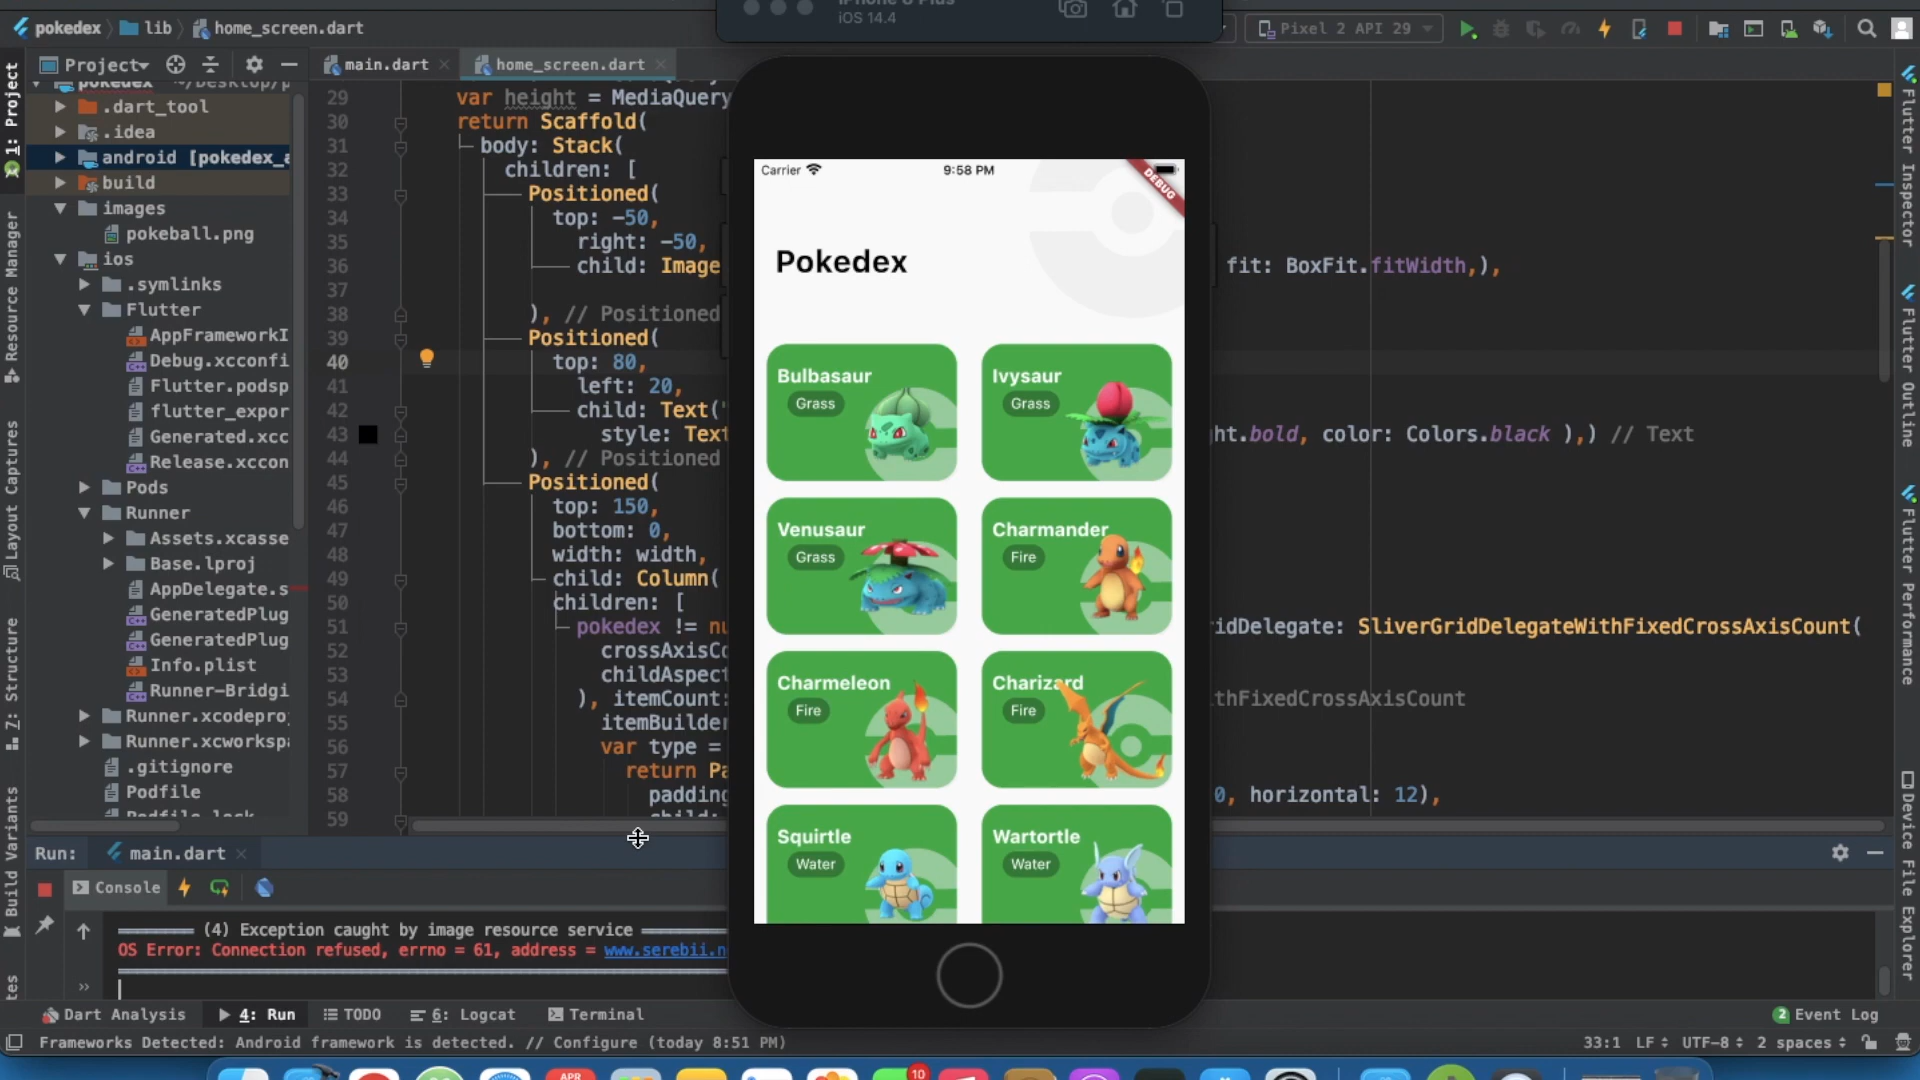 pokedex lib home_screen.dart
iOS 14.4
Pixel 2 API 29
Project
main.dart
home_screen.dart
1: Project
Resource Manager
Layout Captures
7: Structure
Build Variants
.dart_tool
.idea
android [pokedex_a
build
images
pokeball.png
ios
.symlinks
Flutter
AppFrameworkI
Debug.xcconfi
Flutter.podsp
flutter_expor
Generated.xcc
Release.xccon
Pods
Runner
Assets.xcasse
Base.lproj
AppDelegate.s
GeneratedPlug
GeneratedPlug
Info.plist
Runner-Bridgi
Runner.xcodepro
Runner.xcworksp
.gitignore
Podfile
29 var height = MediaQuery
30 return Scaffold(
31 body: Stack(
32 children: [
33 Positioned(
34 top: -50,
35 right: -50,
36 child: Image fit: BoxFit.fitWidth,),
37
38 ), // Positioned
39 Positioned(
40 top: 80,
41 left: 20,
42 child: Text("
43 style: Text ht.bold, color: Colors.black ),) // Text
44 ), // Positioned
45 Positioned(
46 top: 150,
47 bottom: 0,
48 width: width,
49 child: Column(
50 children: [
51 pokedex != nu idDelegate: SliverGridDelegateWithFixedCrossAxisCount(
52 crossAxisCo
53 childAspect
54 ), itemCount: thFixedCrossAxisCount
55 itemBuilder
56 var type =
57 return Pa
58 padding 0, horizontal: 12),
59
Carrier 9:58 PM
DEBUG
Pokedex
Bulbasaur
Grass
Ivysaur
Grass
Venusaur
Grass
Charmander
Fire
Charmeleon
Fire
Charizard
Fire
Squirtle
Water
Wartortle
Water
Flutter Inspector
Flutter Outline
Flutter Performance
Device File Explorer
Run: main.dart
Console
(4) Exception caught by image resource service
OS Error: Connection refused, errno = 61, address = www.serebii.n
Dart Analysis 4: Run TODO 6: Logcat Terminal 2 Event Log
Frameworks Detected: Android framework is detected. // Configure (today 8:51 PM) 33:1 LF UTF-8 2 spaces
APR 10